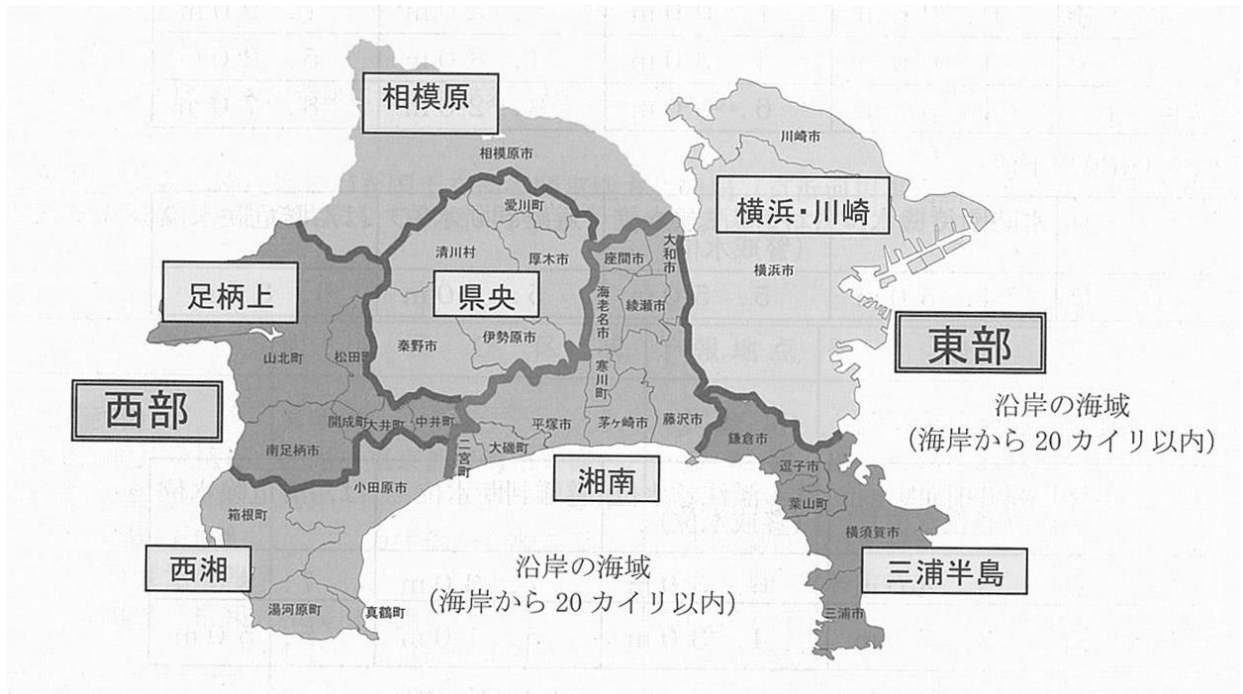 相模原
川崎市
相模原市
横浜・川崎
愛川町
清川村
厚木市
座間市
大和市
横浜市
足柄上
県央
海老名市
綾瀬市
東部
秦野市
伊勢原市
山北町
寒川町
西部
沿岸の海域
（海岸から 20 カイリ以内）
開成町
大井町
中井町
平塚市
茅ヶ崎市
藤沢市
鎌倉市
南足柄市
二宮町
大磯町
湘南
逗子市
小田原市
葉山町
箱根町
横須賀市
西湘
沿岸の海域
（海岸から 20 カイリ以内）
三浦半島
湯河原町
真鶴町
三浦市